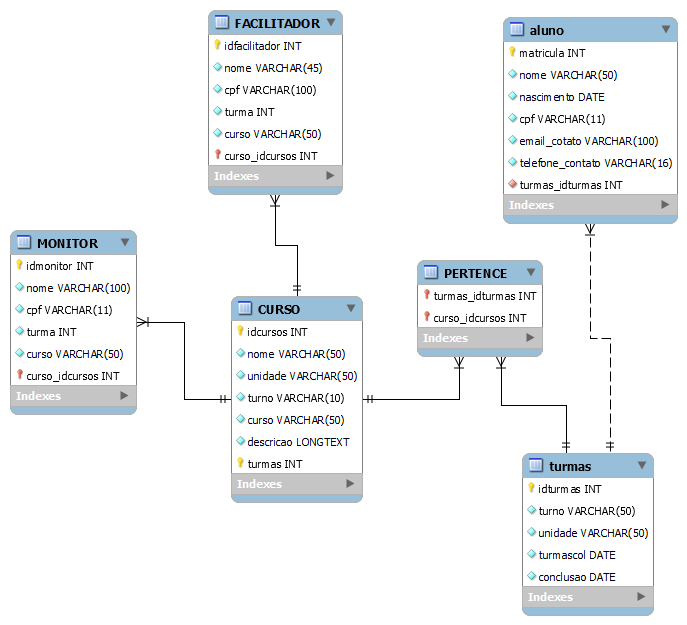 FACILITADOR
idfacilitador INT
nome VARCHAR(45)
cpf VARCHAR(100)
turma INT
curso VARCHAR(50)
curso_idcursos INT
Indexes
aluno
matricula INT
nome VARCHAR(50)
nascimento DATE
cpf VARCHAR(11)
email_cotato VARCHAR(100)
telefone_contato VARCHAR(16)
turmas_idturmas INT
Indexes
MONITOR
idmonitor INT
nome VARCHAR(100)
cpf VARCHAR(11)
turma INT
curso VARCHAR(50)
curso_idcursos INT
Indexes
PERTENCE
turmas_idturmas INT
curso_idcursos INT
Indexes
CURSO
idcursos INT
nome VARCHAR(50)
unidade VARCHAR(50)
turno VARCHAR(10)
curso VARCHAR(50)
descricao LONGTEXT
turmas INT
Indexes
turmas
idturmas INT
turno VARCHAR(50)
unidade VARCHAR(50)
turmascol DATE
conclusao DATE
Indexes